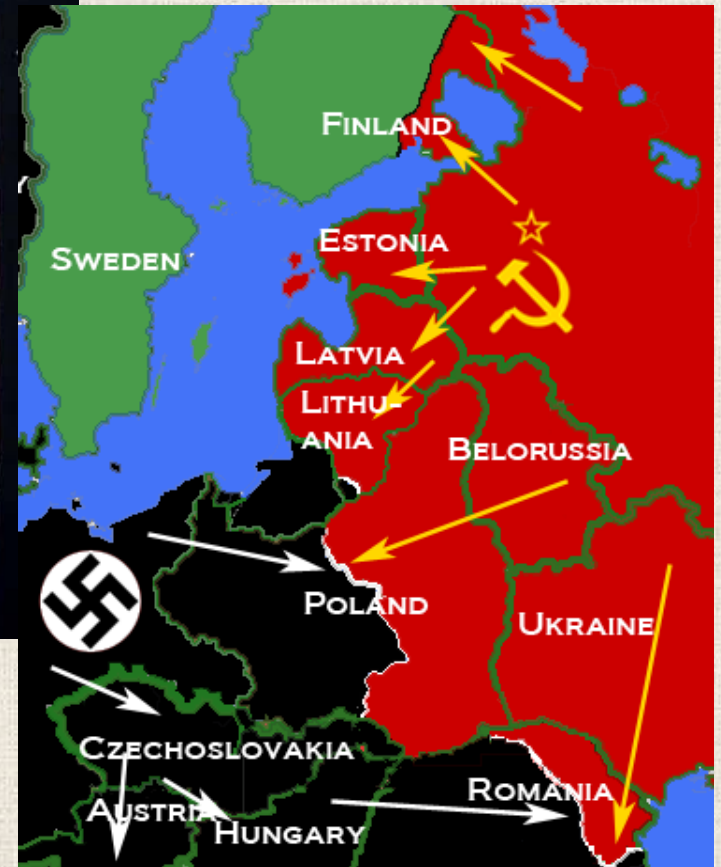 FINLAND
ESTONIA
SWEDEN
LATVIA
LITHU-
ANIA
BELORUSSIA
POLAND
UKRAINE
CZECHOSLOVAKIA
ROMANIA
AUSTRIA
HUNGARY